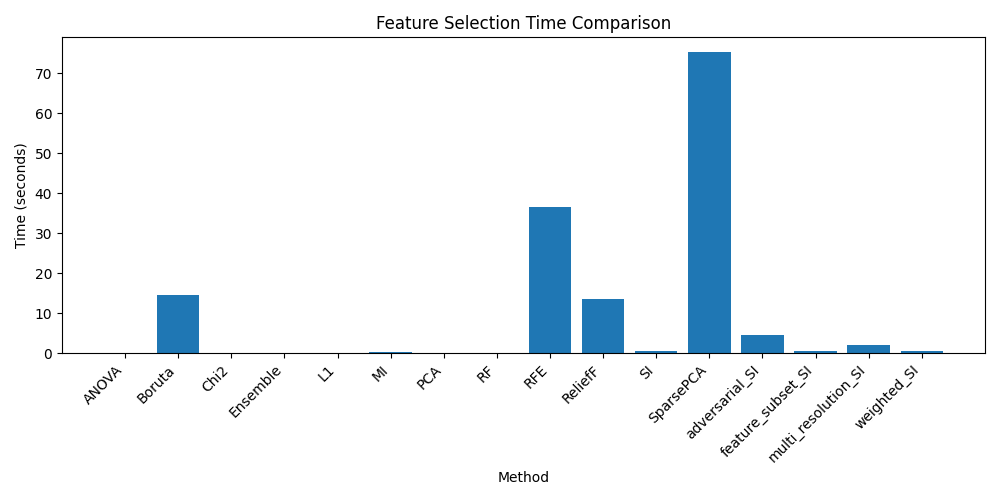 Feature Selection Time Comparison
Time (seconds)
70
60
50
40
30
20
10
0
ANOVA
Boruta
Chi2
Ensemble
L1
MI
PCA
RF
RFE
ReliefF
SI
SparsePCA
adversarial_SI
feature_subset_SI
multi_resolution_SI
weighted_SI
Method